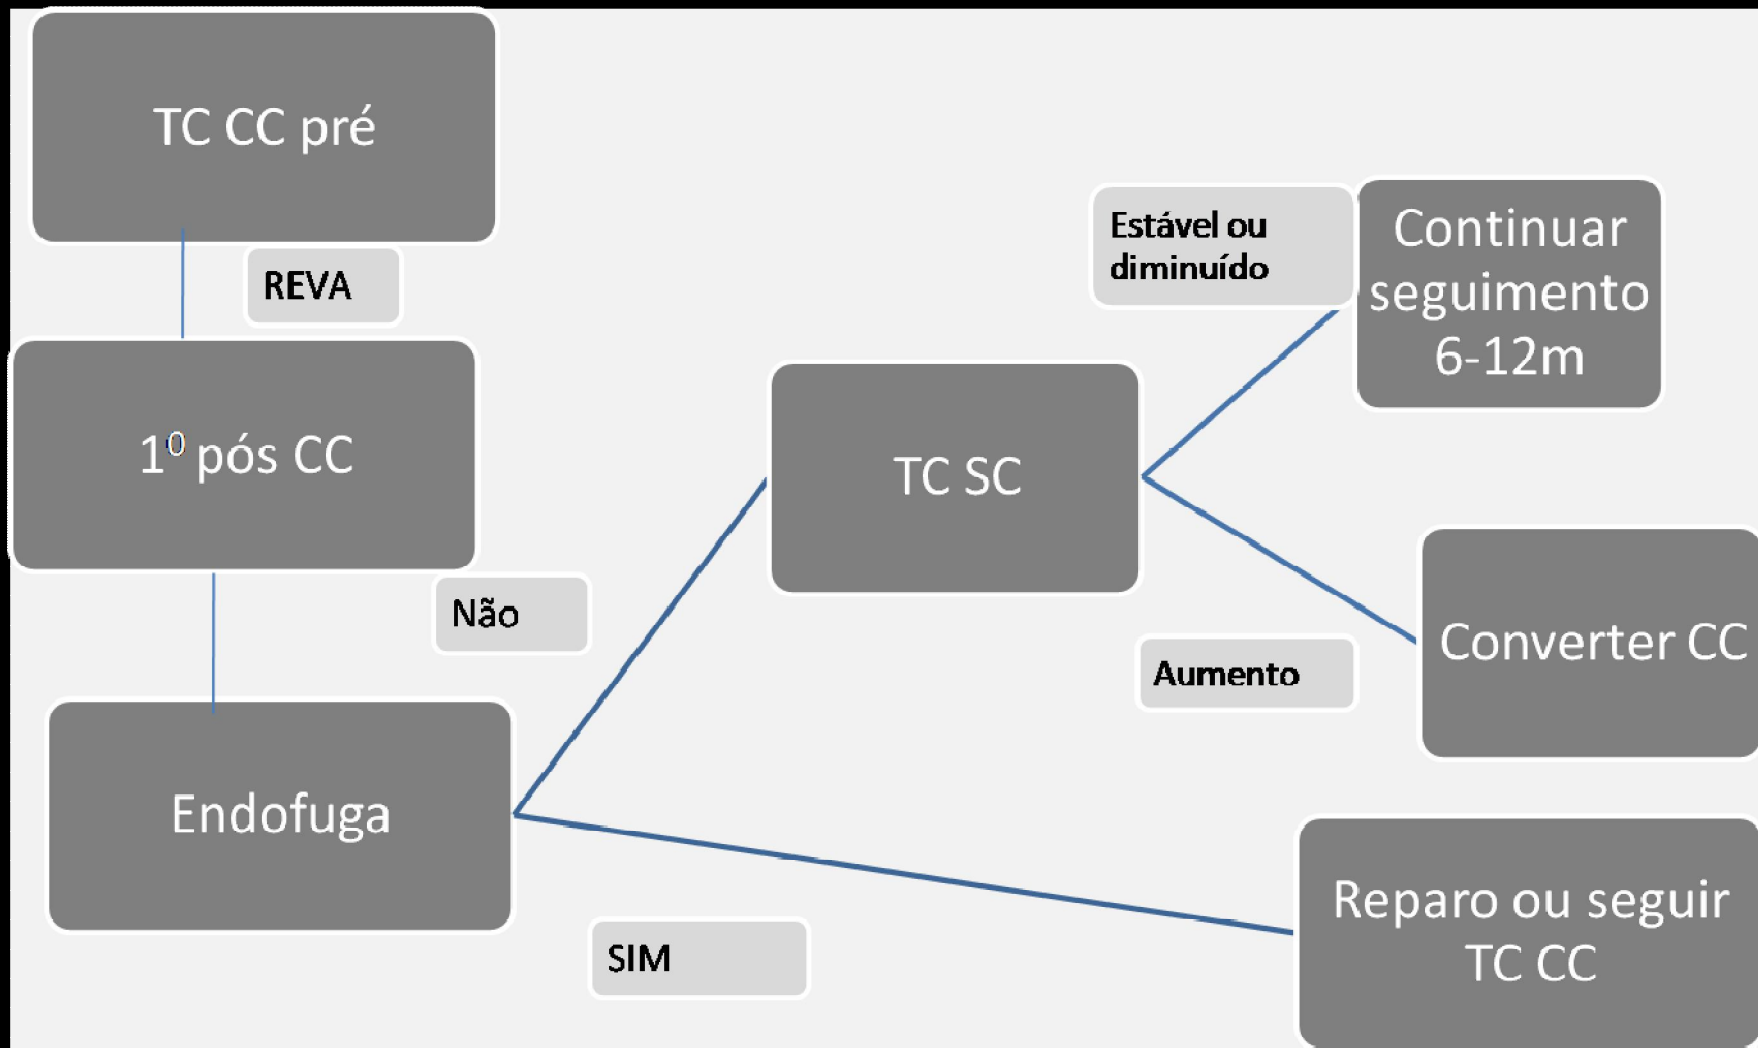 TC CC pré
REVA
1º pós CC
Não
Endofuga
SIM
TC SC
Estável ou
diminuído
Continuar
seguimento
6-12m
Aumento
Converter CC
Reparo ou seguir
TC CC